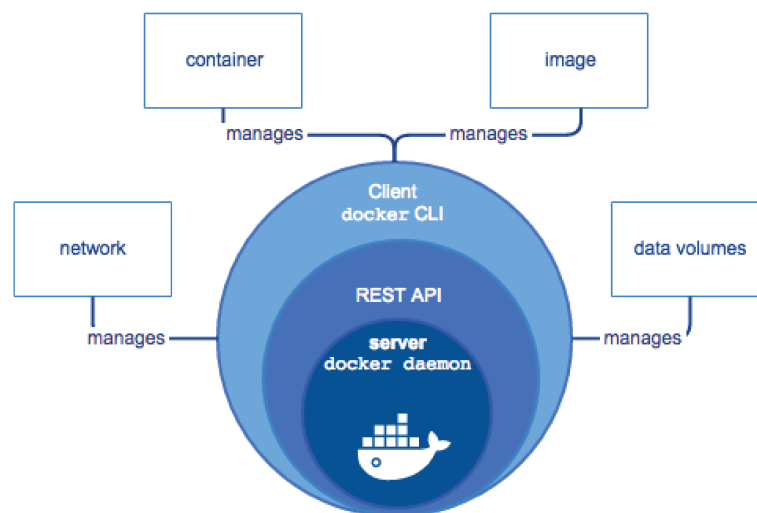 container
image
manages
manages
Client
docker CLI
network
data volumes
REST API
manages
manages
server
docker daemon